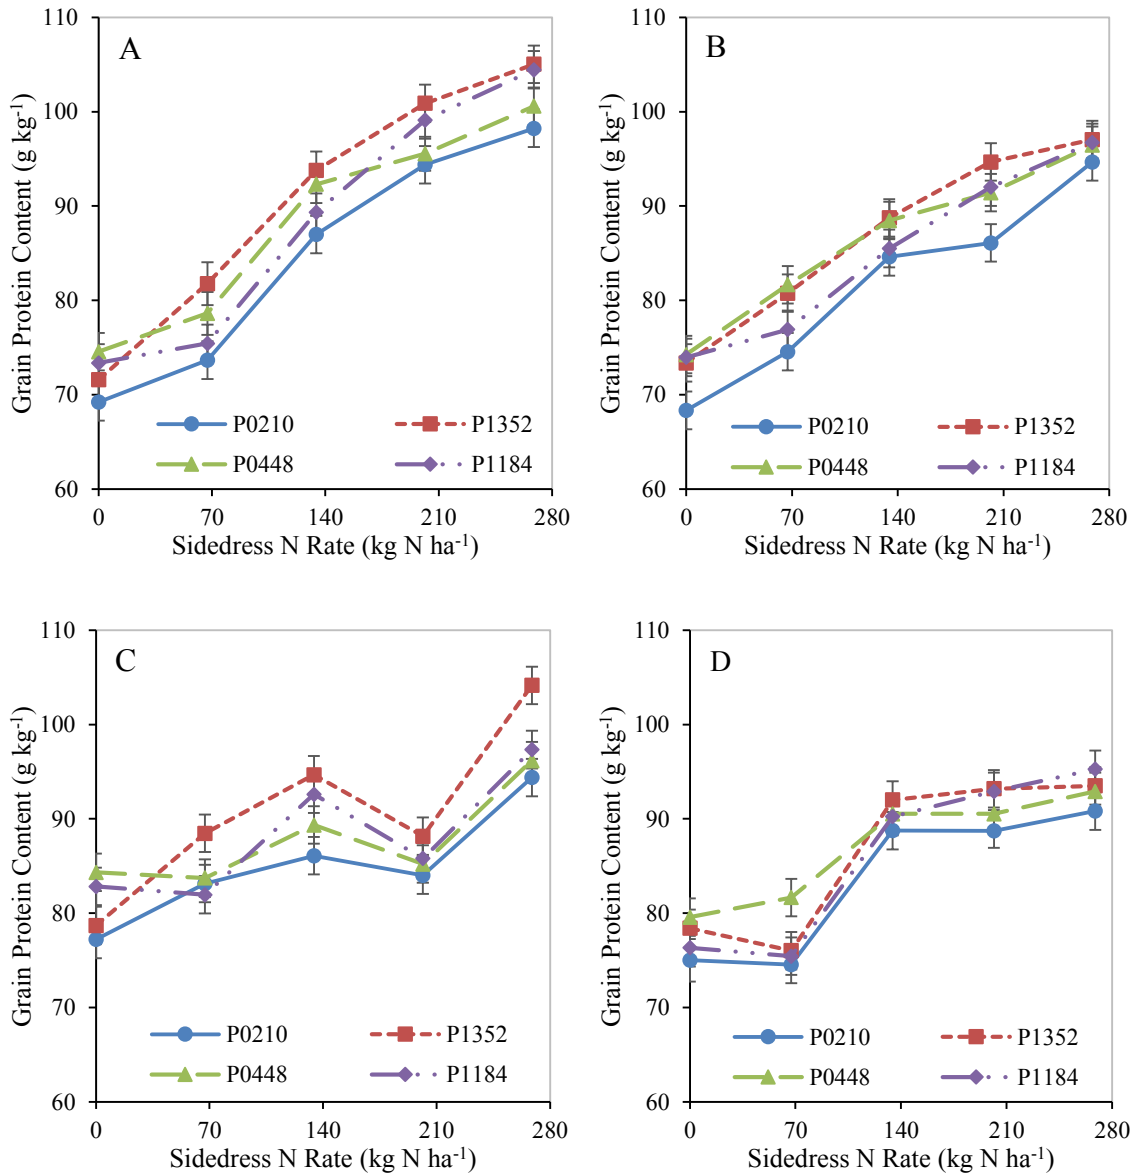 A
Grain Protein Content (g kg⁻¹)
110
100
90
80
70
60
P0210
P1352
P0448
P1184
0
70
140
210
280
Sidedress N Rate (kg N ha⁻¹)
B
Grain Protein Content (g kg⁻¹)
110
100
90
80
70
60
P0210
P1352
P0448
P1184
0
70
140
210
280
Sidedress N Rate (kg N ha⁻¹)
C
Grain Protein Content (g kg⁻¹)
110
100
90
80
70
60
P0210
P1352
P0448
P1184
0
70
140
210
280
Sidedress N Rate (kg N ha⁻¹)
D
Grain Protein Content (g kg⁻¹)
110
100
90
80
70
60
P0210
P1352
P0448
P1184
0
70
140
210
280
Sidedress N Rate (kg N ha⁻¹)